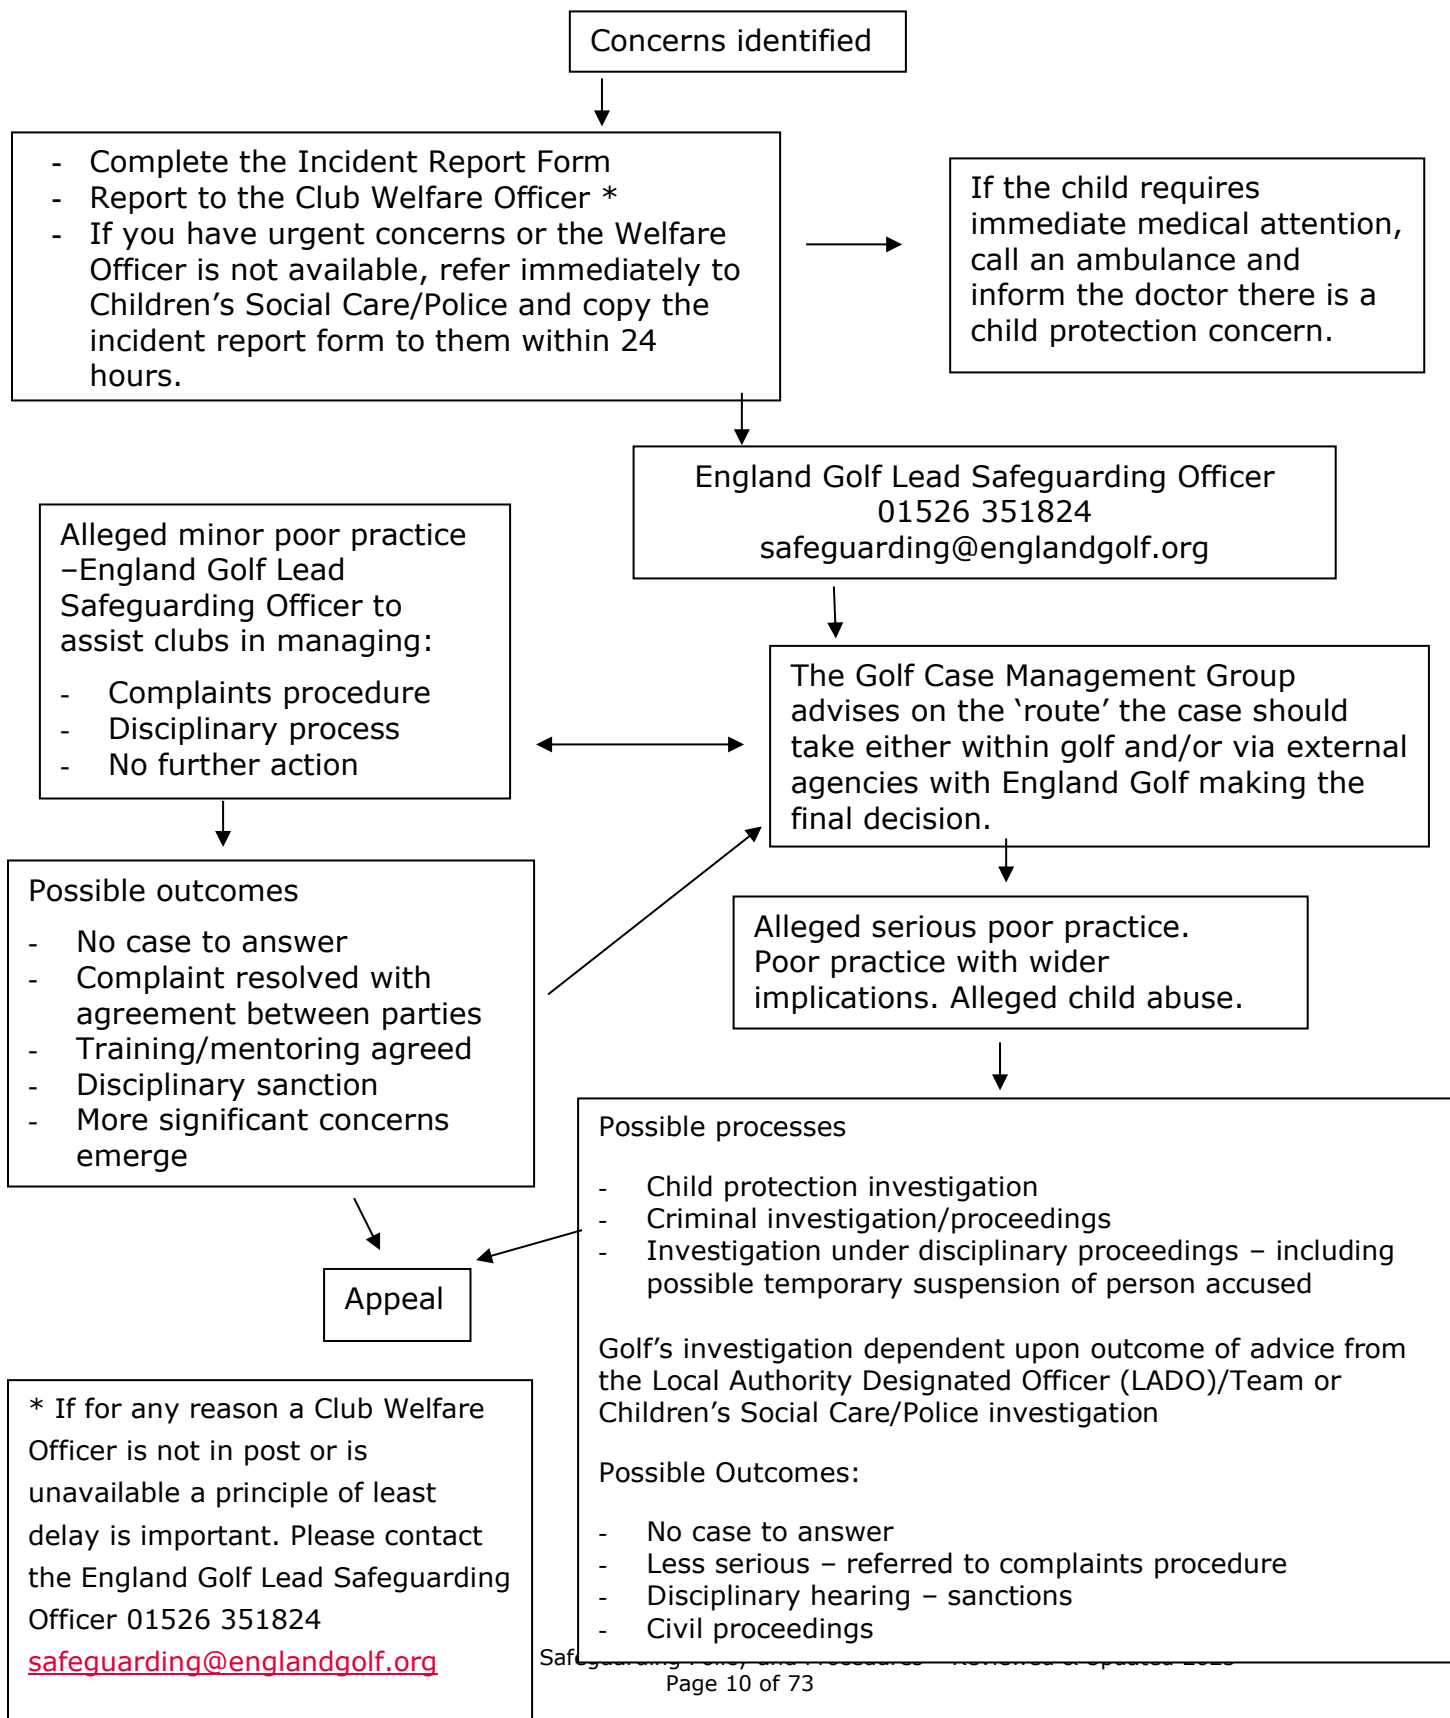 Concerns identified
- Complete the Incident Report Form
- Report to the Club Welfare Officer *
- If you have urgent concerns or the Welfare
Officer is not available, refer immediately to
Children’s Social Care/Police and copy the
incident report form to them within 24
hours.
If the child requires
immediate medical attention,
call an ambulance and
inform the doctor there is a
child protection concern.
England Golf Lead Safeguarding Officer
01526 351824
safeguarding@englandgolf.org
Alleged minor poor practice
–England Golf Lead
Safeguarding Officer to
assist clubs in managing:
- Complaints procedure
- Disciplinary process
- No further action
The Golf Case Management Group
advises on the ‘route’ the case should
take either within golf and/or via external
agencies with England Golf making the
final decision.
Possible outcomes
- No case to answer
- Complaint resolved with
agreement between parties
- Training/mentoring agreed
- Disciplinary sanction
- More significant concerns
emerge
Alleged serious poor practice.
Poor practice with wider
implications. Alleged child abuse.
Possible processes
- Child protection investigation
- Criminal investigation/proceedings
- Investigation under disciplinary proceedings – including
possible temporary suspension of person accused
Golf’s investigation dependent upon outcome of advice from
the Local Authority Designated Officer (LADO)/Team or
Children’s Social Care/Police investigation
Possible Outcomes:
- No case to answer
- Less serious – referred to complaints procedure
- Disciplinary hearing – sanctions
- Civil proceedings
Appeal
* If for any reason a Club Welfare
Officer is not in post or is
unavailable a principle of least
delay is important. Please contact
the England Golf Lead Safeguarding
Officer 01526 351824
safeguarding@englandgolf.org
Safeguarding Policy and Procedures
Page 10 of 73